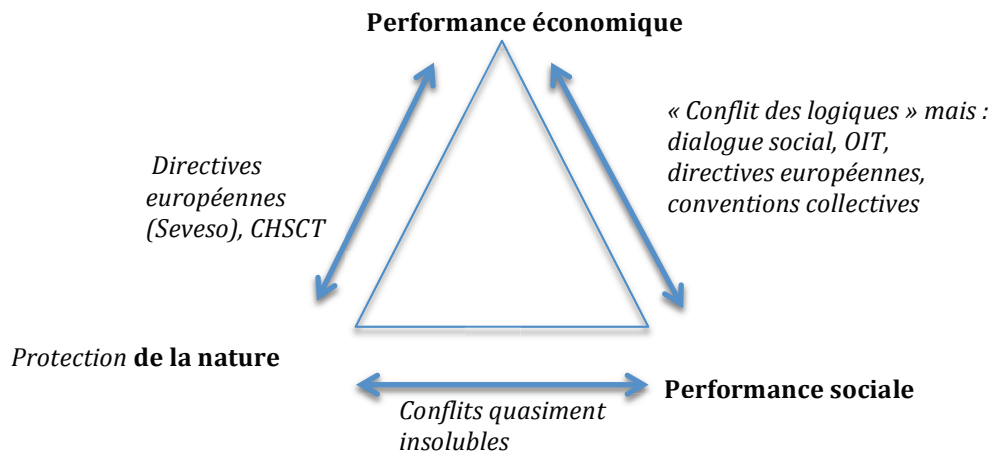 Performance économique
« Conflit des logiques » mais :
dialogue social, OIT,
directives européennes,
conventions collectives
Directives
européennes
(Seveso), CHSCT
Protection de la nature
Performance sociale
Conflits quasiment
insolubles